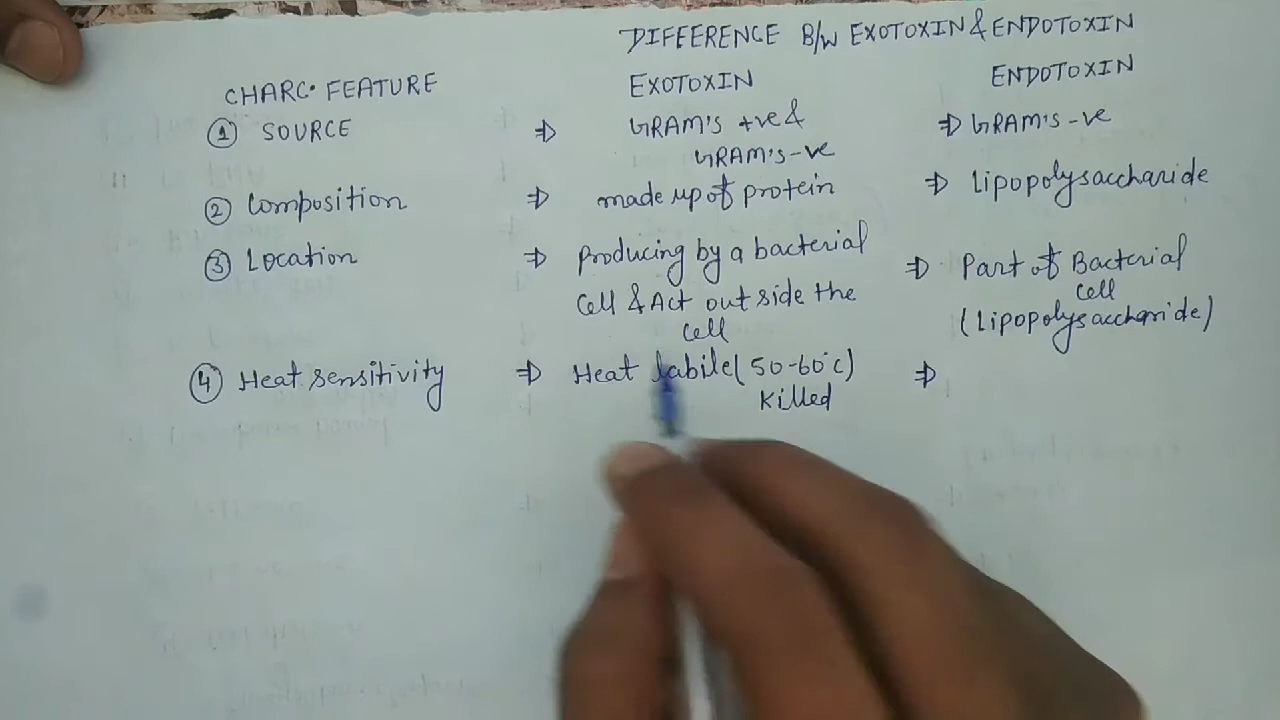 DIFEERENCE B/W EXOTOXIN & ENDOTOXIN
CHARC. FEATURE EXOTOXIN ENDOTOXIN
① SOURCE ⇒ GRAM'S +ve & ⇒ GRAM'S -ve
GRAM'S -ve
② Composition ⇒ made up of protein ⇒ Lipopolysaccharide
③ Location ⇒ Producing by a bacterial ⇒ Part of Bacterial
Cell & Act out side the Cell
cell (Lipopolysaccharide)
④ Heat sensitivity ⇒ Heat labile (50-60°c) ⇒
Killed